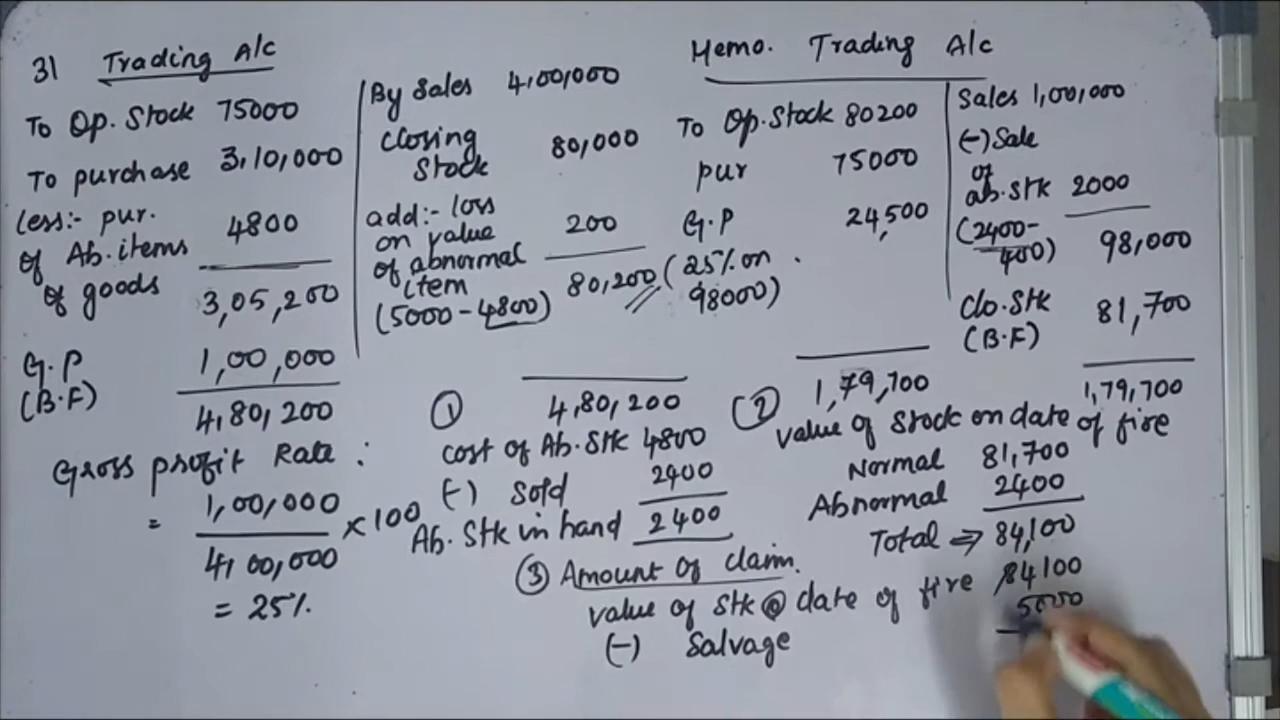 31 Trading A/c
To Op. Stock 75000
To purchase 3,10,000
less:- pur. of Ab. items of goods 4800
3,05,200
G.P (B.F) 1,00,000
4,80,200
By Sales 4,00,000
Closing Stock 80,000
add:- loss on value of abnormal item (5000 - 4800) 200
80,200
4,80,200
Gross profit Rate :
= 1,00,000 / 4,00,000 × 100
= 25%
Memo. Trading A/c
To Op. Stock 80200
pur 75000
G.P 24,500
(25% on 98000)
1,79,700
Sales 1,00,000
(-) Sale of ab. stk 2000
(2400 - 400)
98,000
Clo. Stk (B.F) 81,700
1,79,700
①
cost of Ab. Stk 4800
(-) Sold 2400
Ab. Stk in hand 2400
(2)
value of Stock on date of fire
Normal 81,700
Abnormal 2400
Total ⇒ 84,100
③ Amount of claim.
value of Stk @ date of fire 84100
(-) Salvage 5000